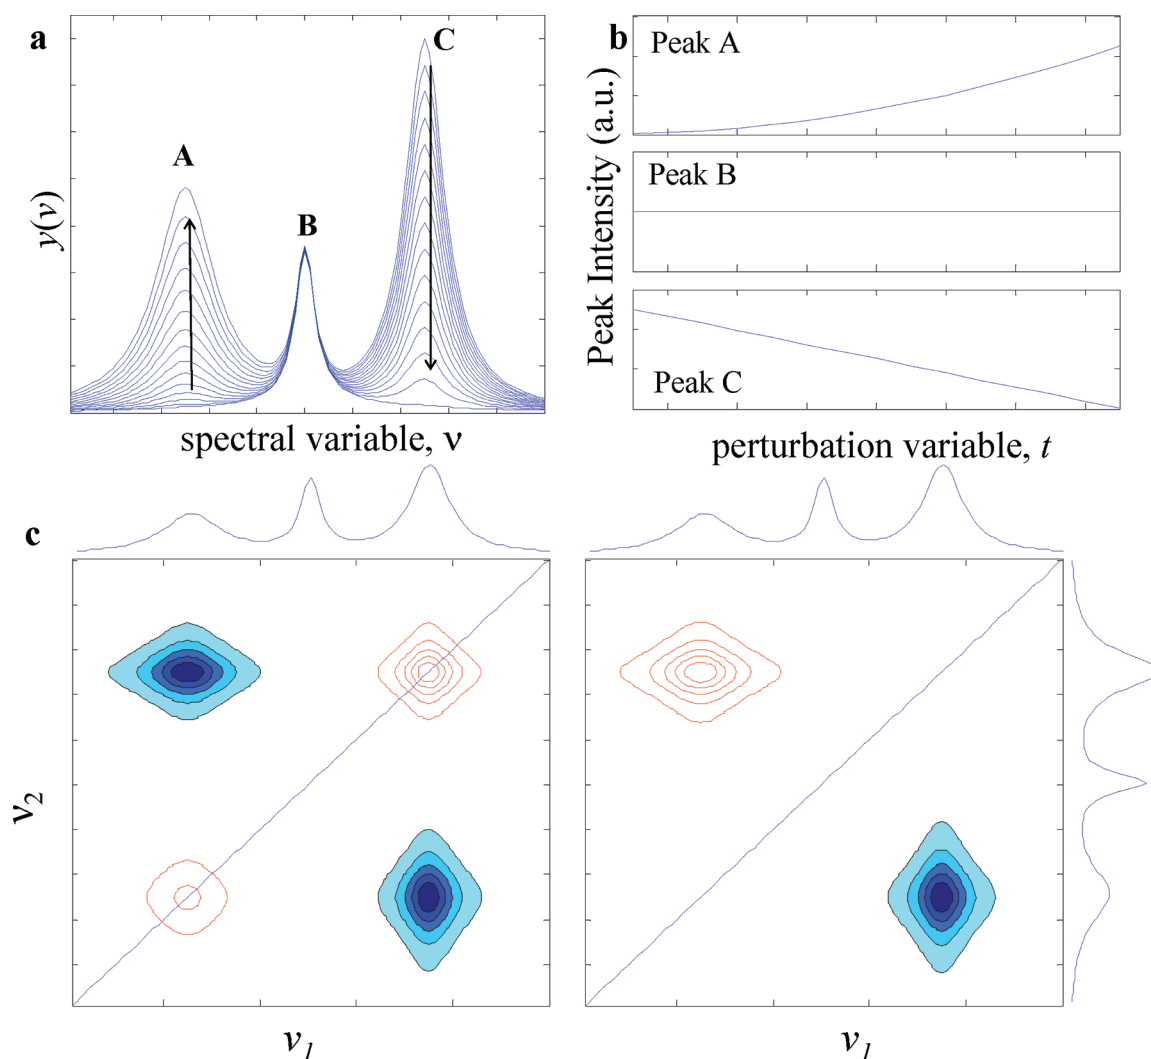 a
A
B
C
y(ν)
spectral variable, ν
b
Peak A
Peak B
Peak C
Peak Intensity (a.u.)
perturbation variable, t
c
ν2
ν1
ν1